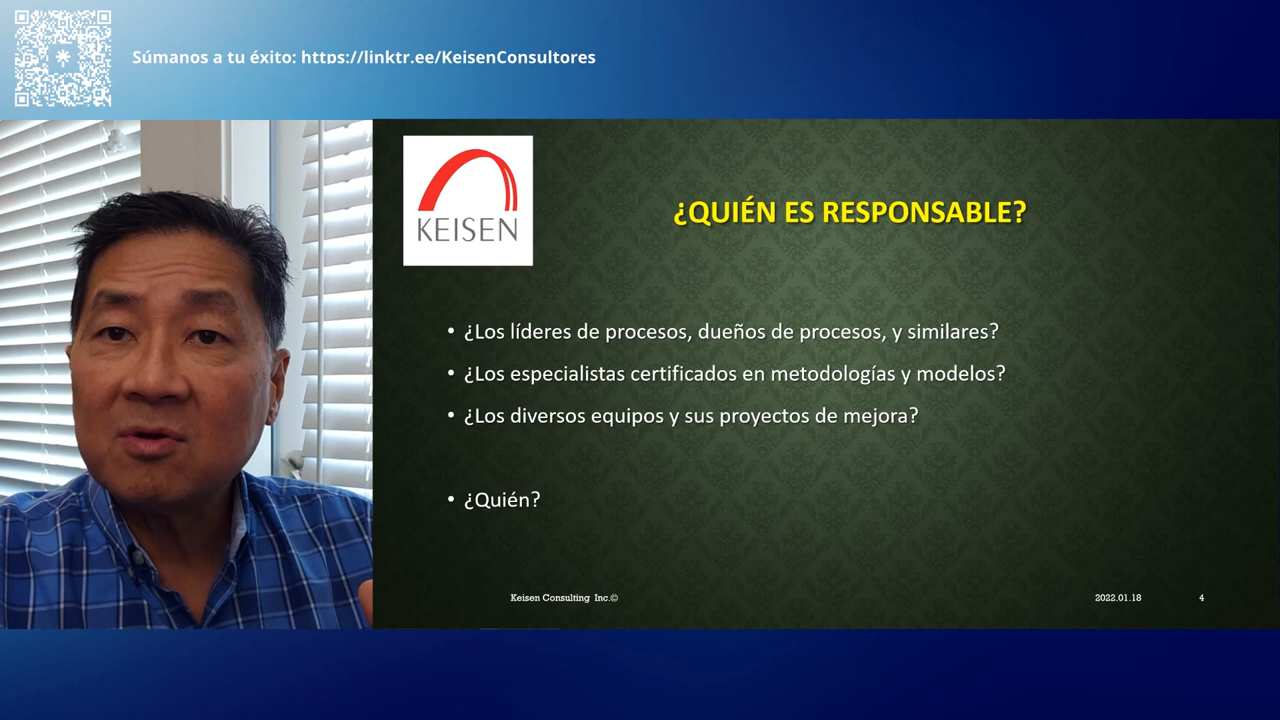 Súmanos a tu éxito: https://linktr.ee/KeisenConsultores
KEISEN
¿QUIÉN ES RESPONSABLE?
• ¿Los líderes de procesos, dueños de procesos, y similares?
• ¿Los especialistas certificados en metodologías y modelos?
• ¿Los diversos equipos y sus proyectos de mejora?
• ¿Quién?
Keisen Consulting Inc.©
2022.01.18
4